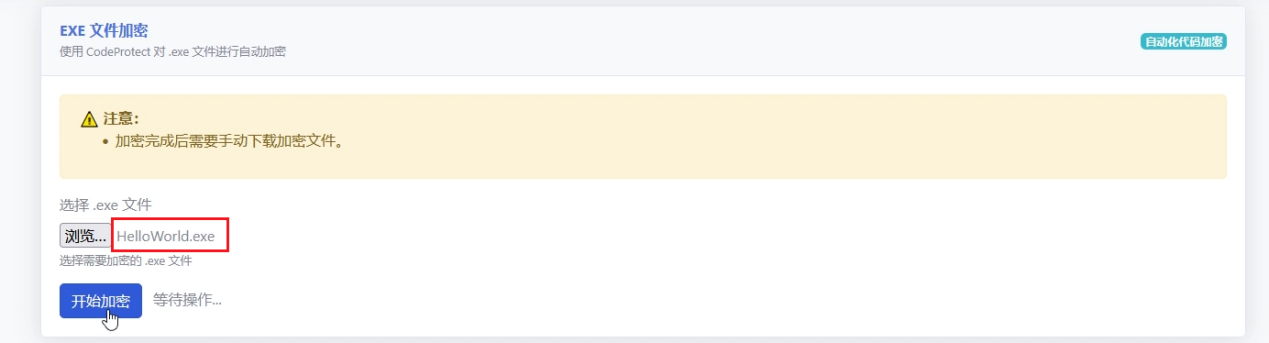 EXE 文件加密
使用 CodeProtect 对 .exe 文件进行自动加密
自动化代码加密
注意：
• 加密完成后需要手动下载加密文件。
选择 .exe 文件
浏览... HelloWorld.exe
选择需要加密的 .exe 文件
开始加密 等待操作...